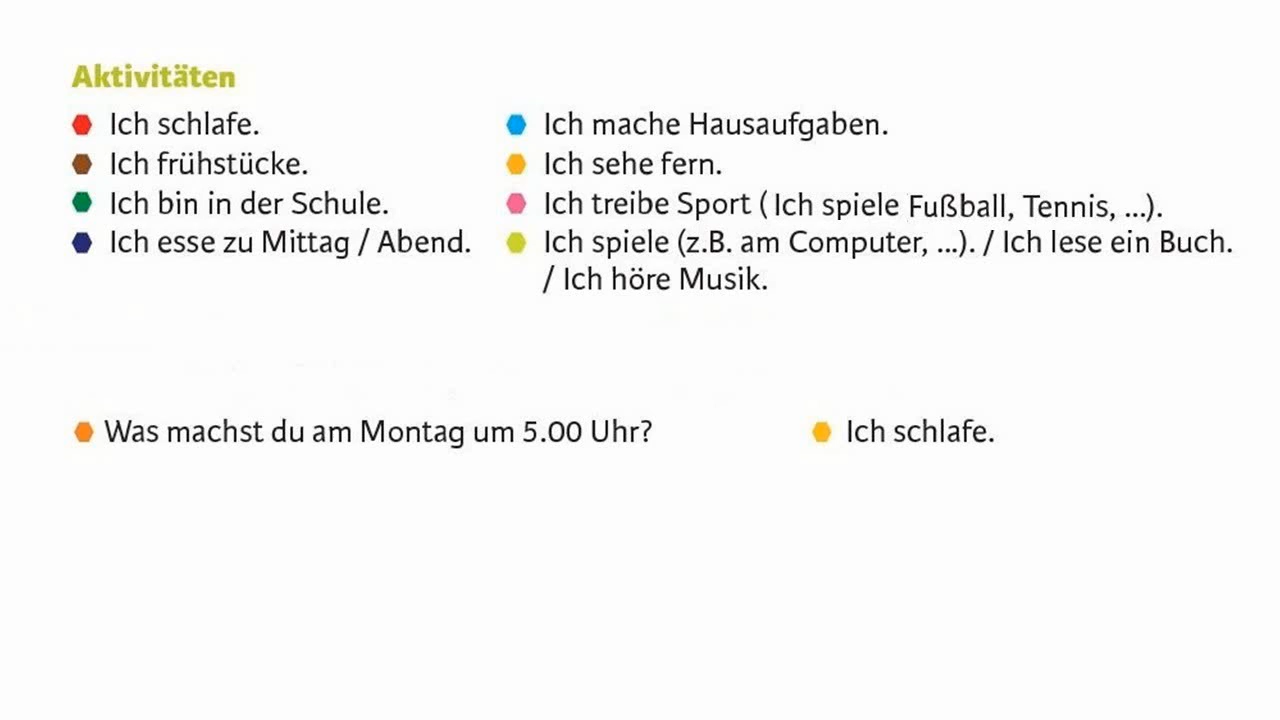 Aktivitäten
Ich schlafe.
Ich frühstücke.
Ich bin in der Schule.
Ich esse zu Mittag / Abend.
Ich mache Hausaufgaben.
Ich sehe fern.
Ich treibe Sport (Ich spiele Fußball, Tennis, ...).
Ich spiele (z.B. am Computer, ...). / Ich lese ein Buch.
/ Ich höre Musik.
Was machst du am Montag um 5.00 Uhr?
Ich schlafe.